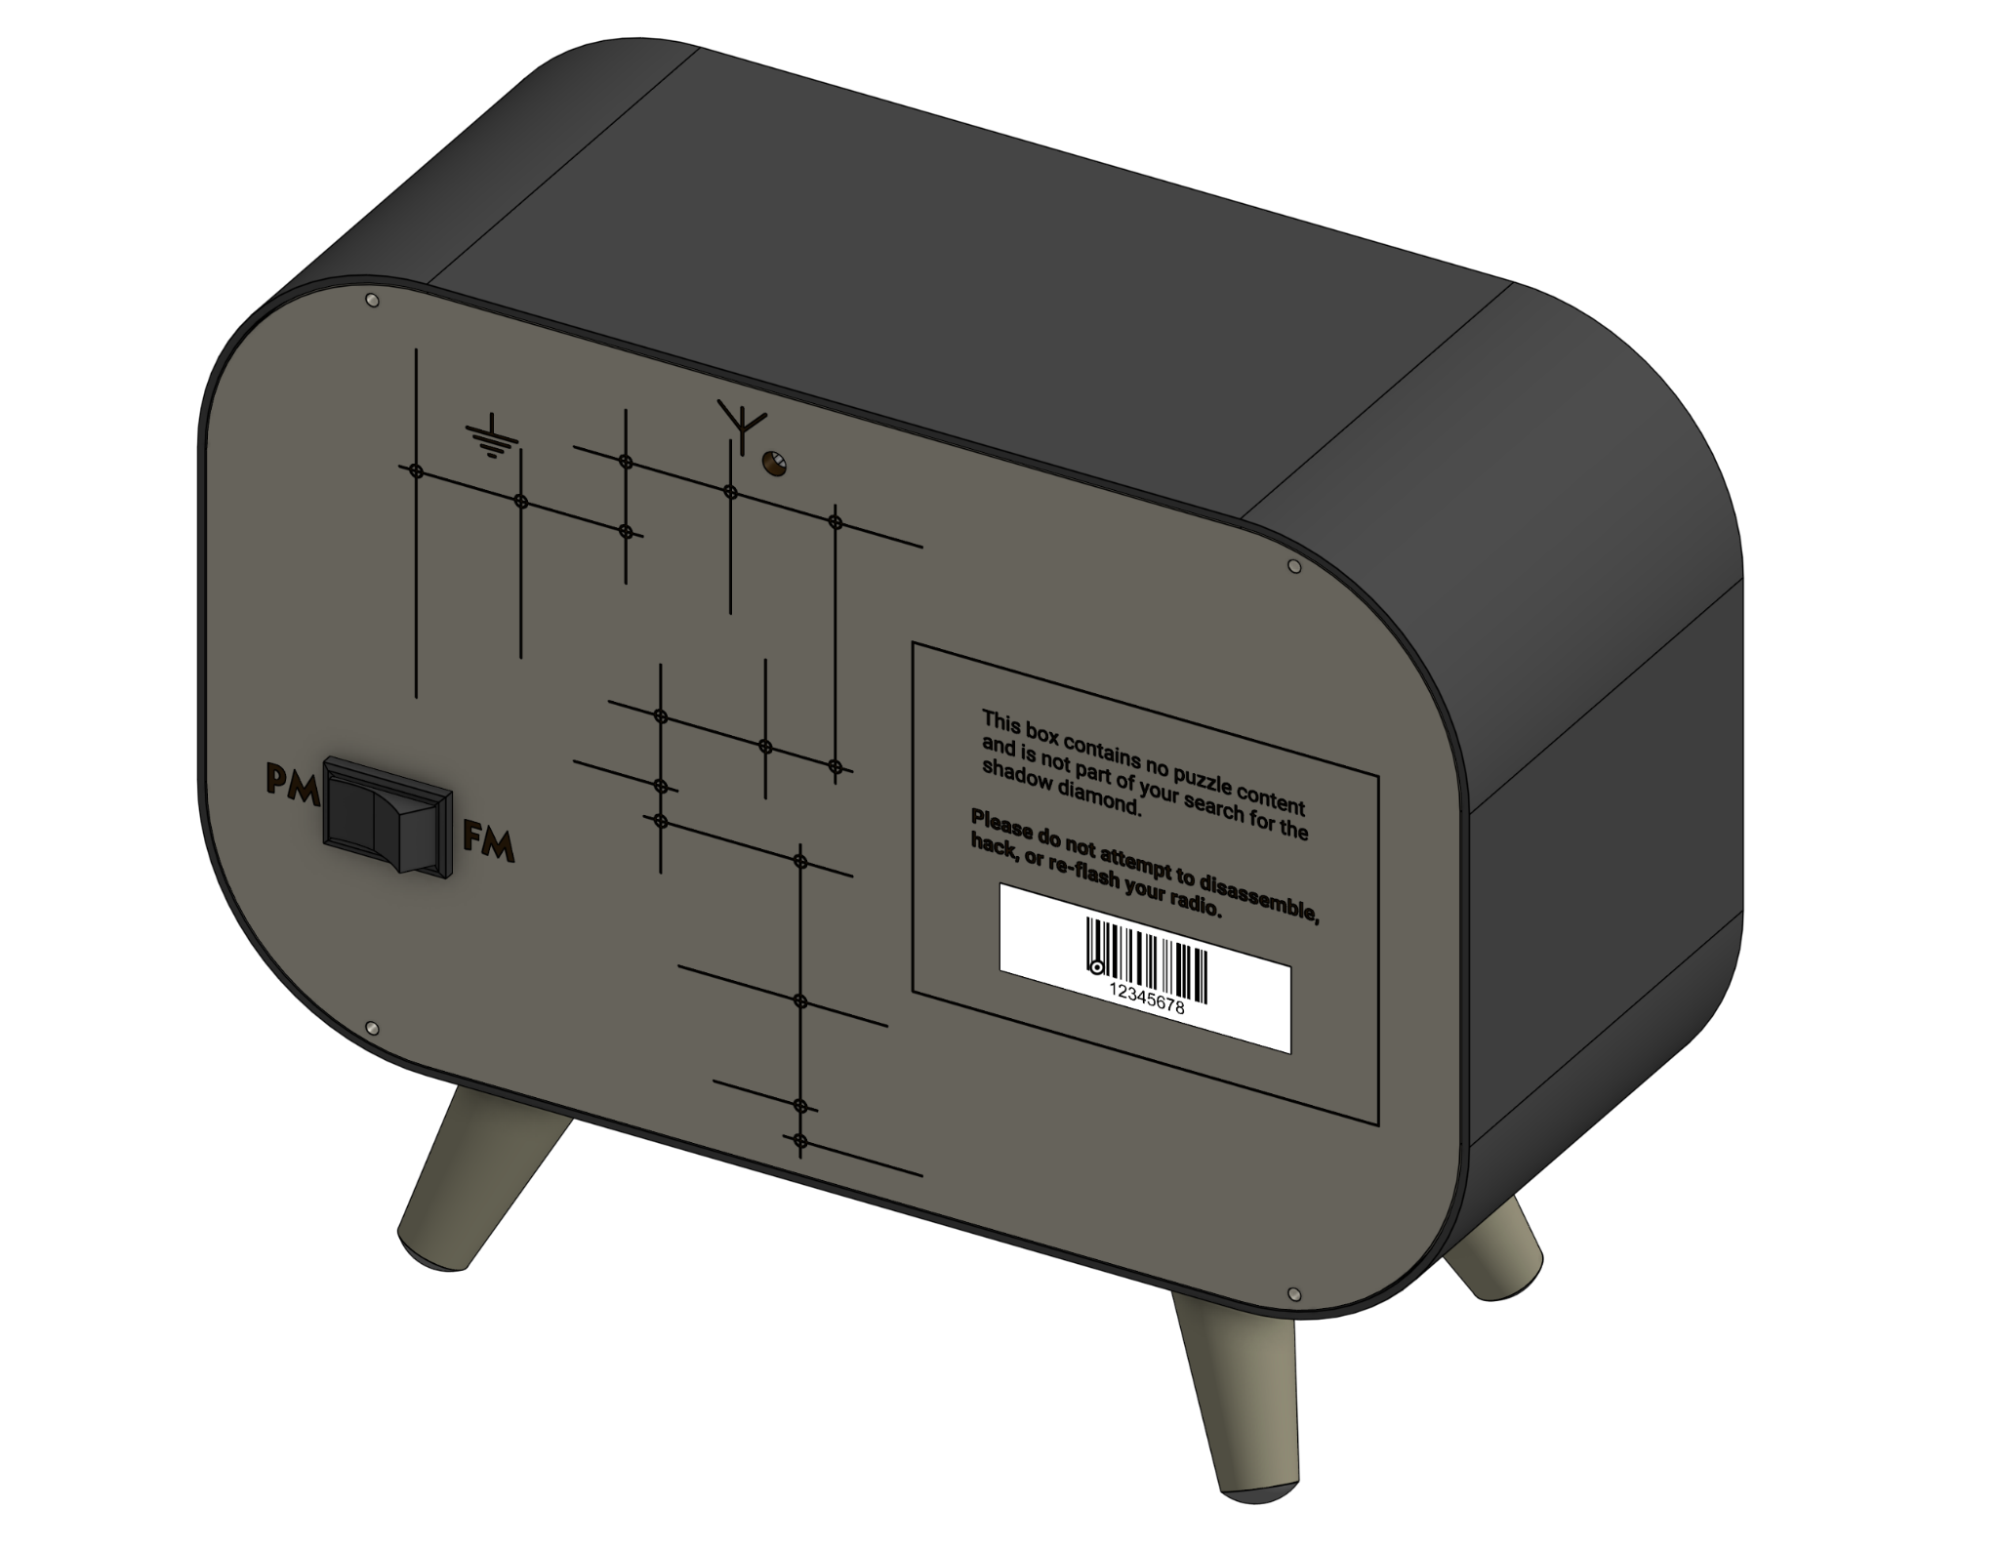 PM
FM
This box contains no puzzle content
and is not part of your search for the
shadow diamond.
Please do not attempt to disassemble,
hack, or re-flash your radio.
12345678